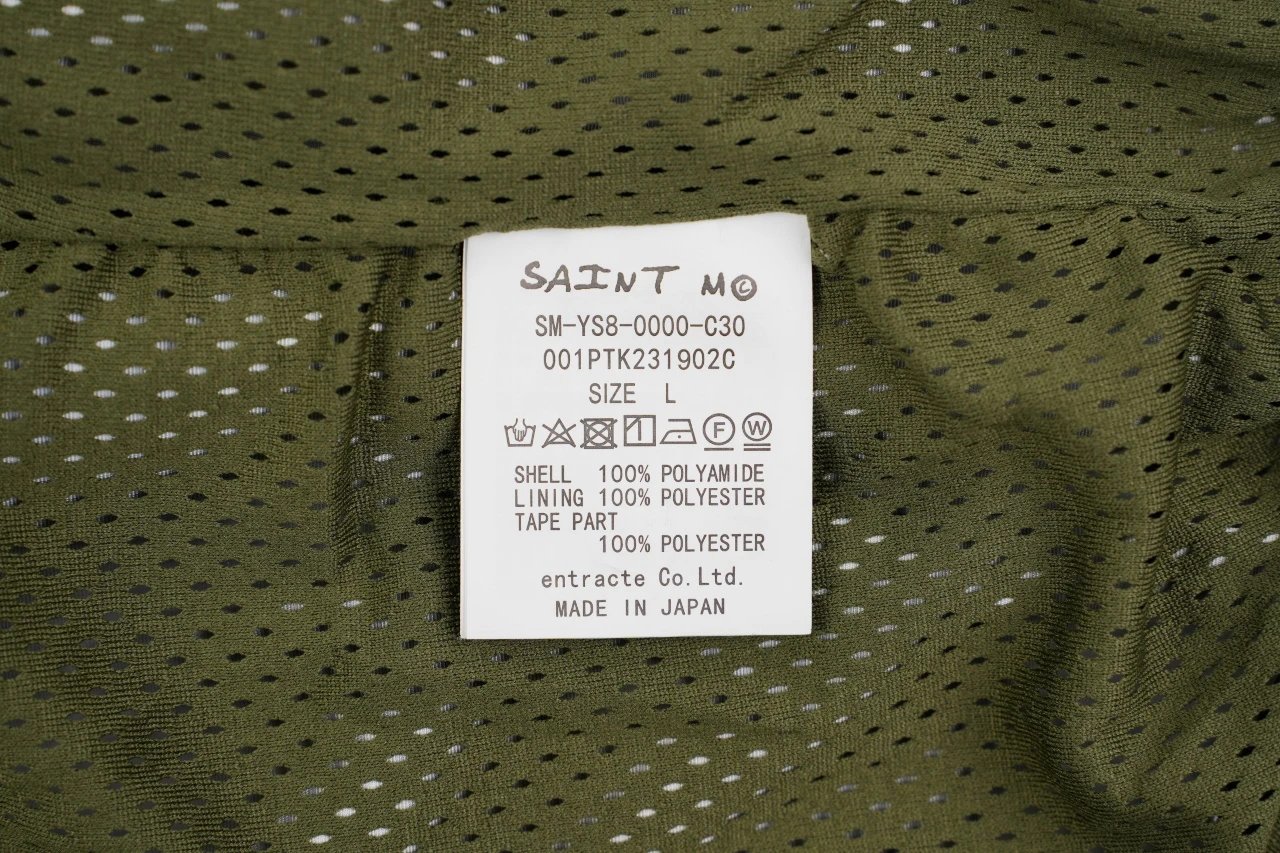 SAINT M©
SM-YS8-0000-C30
001PTK231902C
SIZE L
1 F W
SHELL 100% POLYAMIDE
LINING 100% POLYESTER
TAPE PART
100% POLYESTER
entracte Co.Ltd.
MADE IN JAPAN